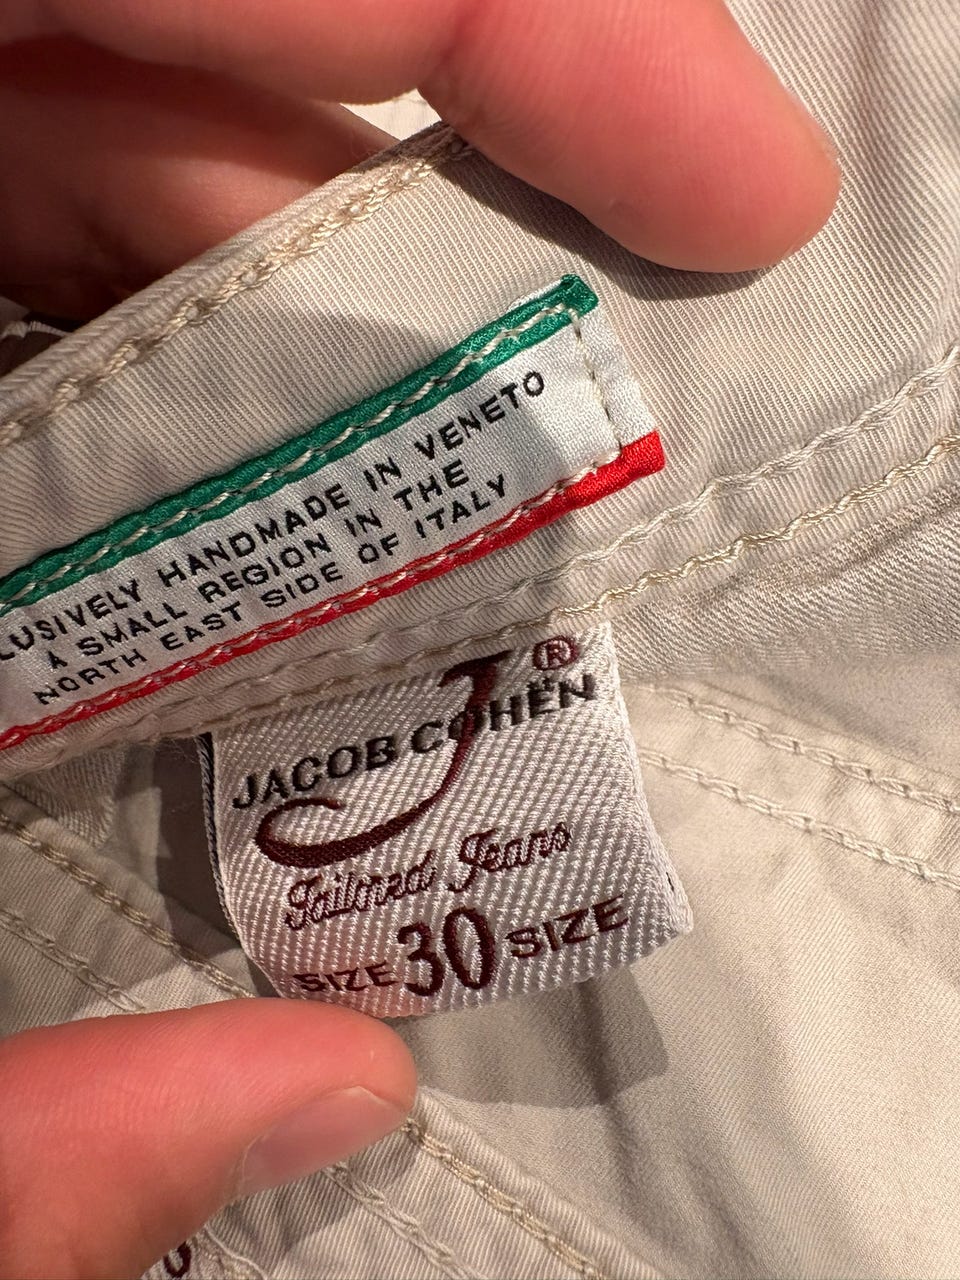 LUSIVELY HANDMADE IN VENETO
A SMALL REGION IN THE
NORTH EAST SIDE OF ITALY
J ®
JACOB COHËN
Tailored Jeans
SIZE 30 SIZE